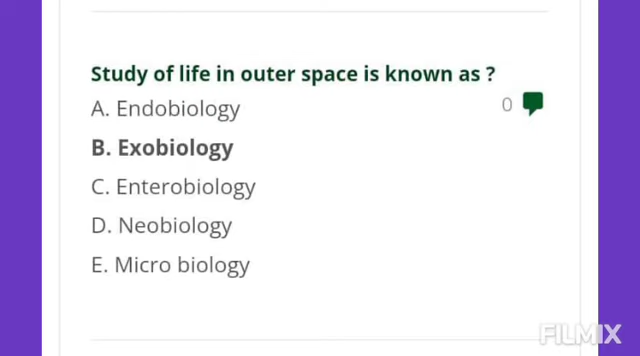 Study of life in outer space is known as ?
A. Endobiology
0
B. Exobiology
C. Enterobiology
D. Neobiology
E. Micro biology
FILMIX